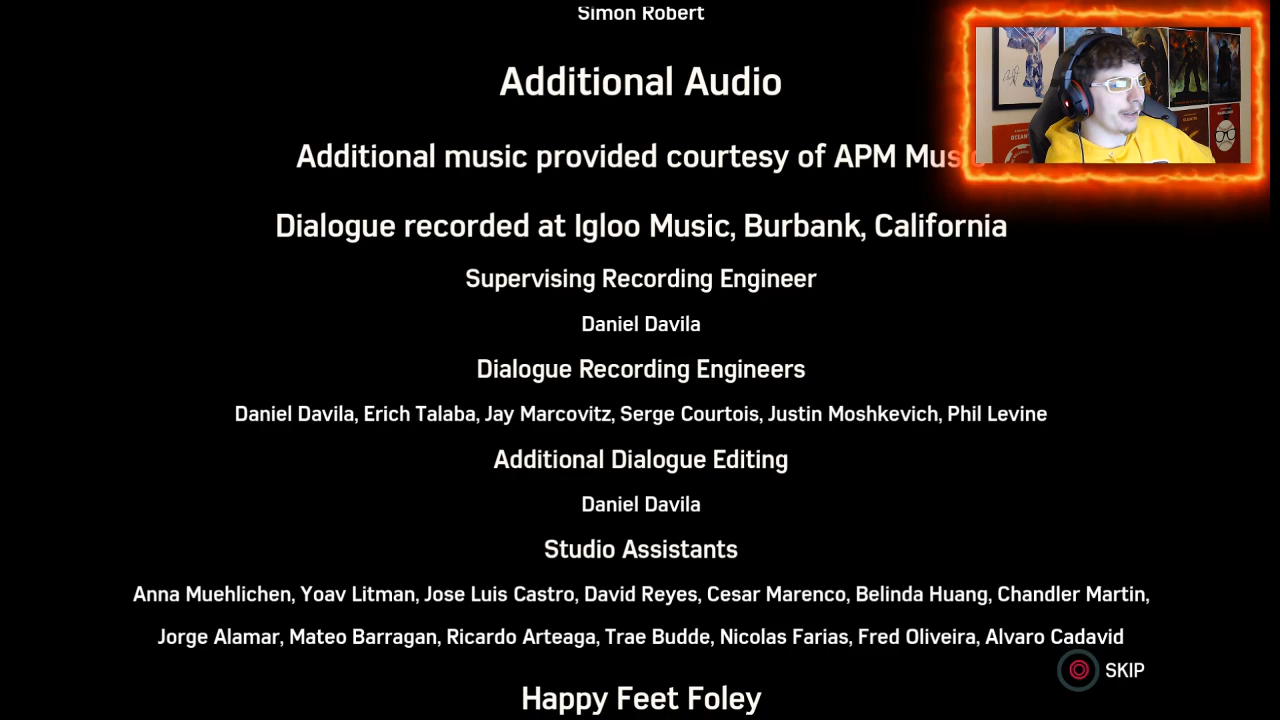 Simon Robert
Additional Audio
Additional music provided courtesy of APM Music
Dialogue recorded at Igloo Music, Burbank, California
Supervising Recording Engineer
Daniel Davila
Dialogue Recording Engineers
Daniel Davila, Erich Talaba, Jay Marcovitz, Serge Courtois, Justin Moshkevich, Phil Levine
Additional Dialogue Editing
Daniel Davila
Studio Assistants
Anna Muehlichen, Yoav Litman, Jose Luis Castro, David Reyes, Cesar Marenco, Belinda Huang, Chandler Martin,
Jorge Alamar, Mateo Barragan, Ricardo Arteaga, Trae Budde, Nicolas Farias, Fred Oliveira, Alvaro Cadavid
SKIP
Happy Feet Foley